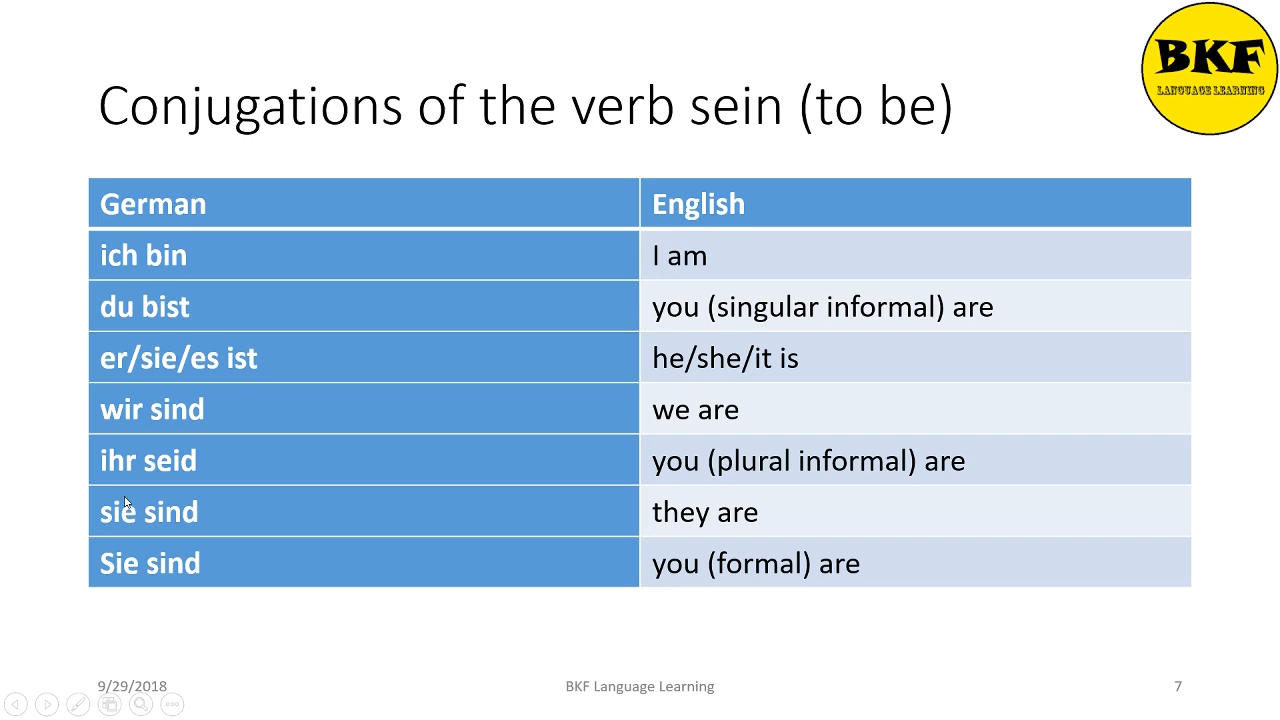 BKF
LANGUAGE LEARNING
Conjugations of the verb sein (to be)
German English
ich bin I am
du bist you (singular informal) are
er/sie/es ist he/she/it is
wir sind we are
ihr seid you (plural informal) are
sie sind they are
Sie sind you (formal) are
9/29/2018 BKF Language Learning 7